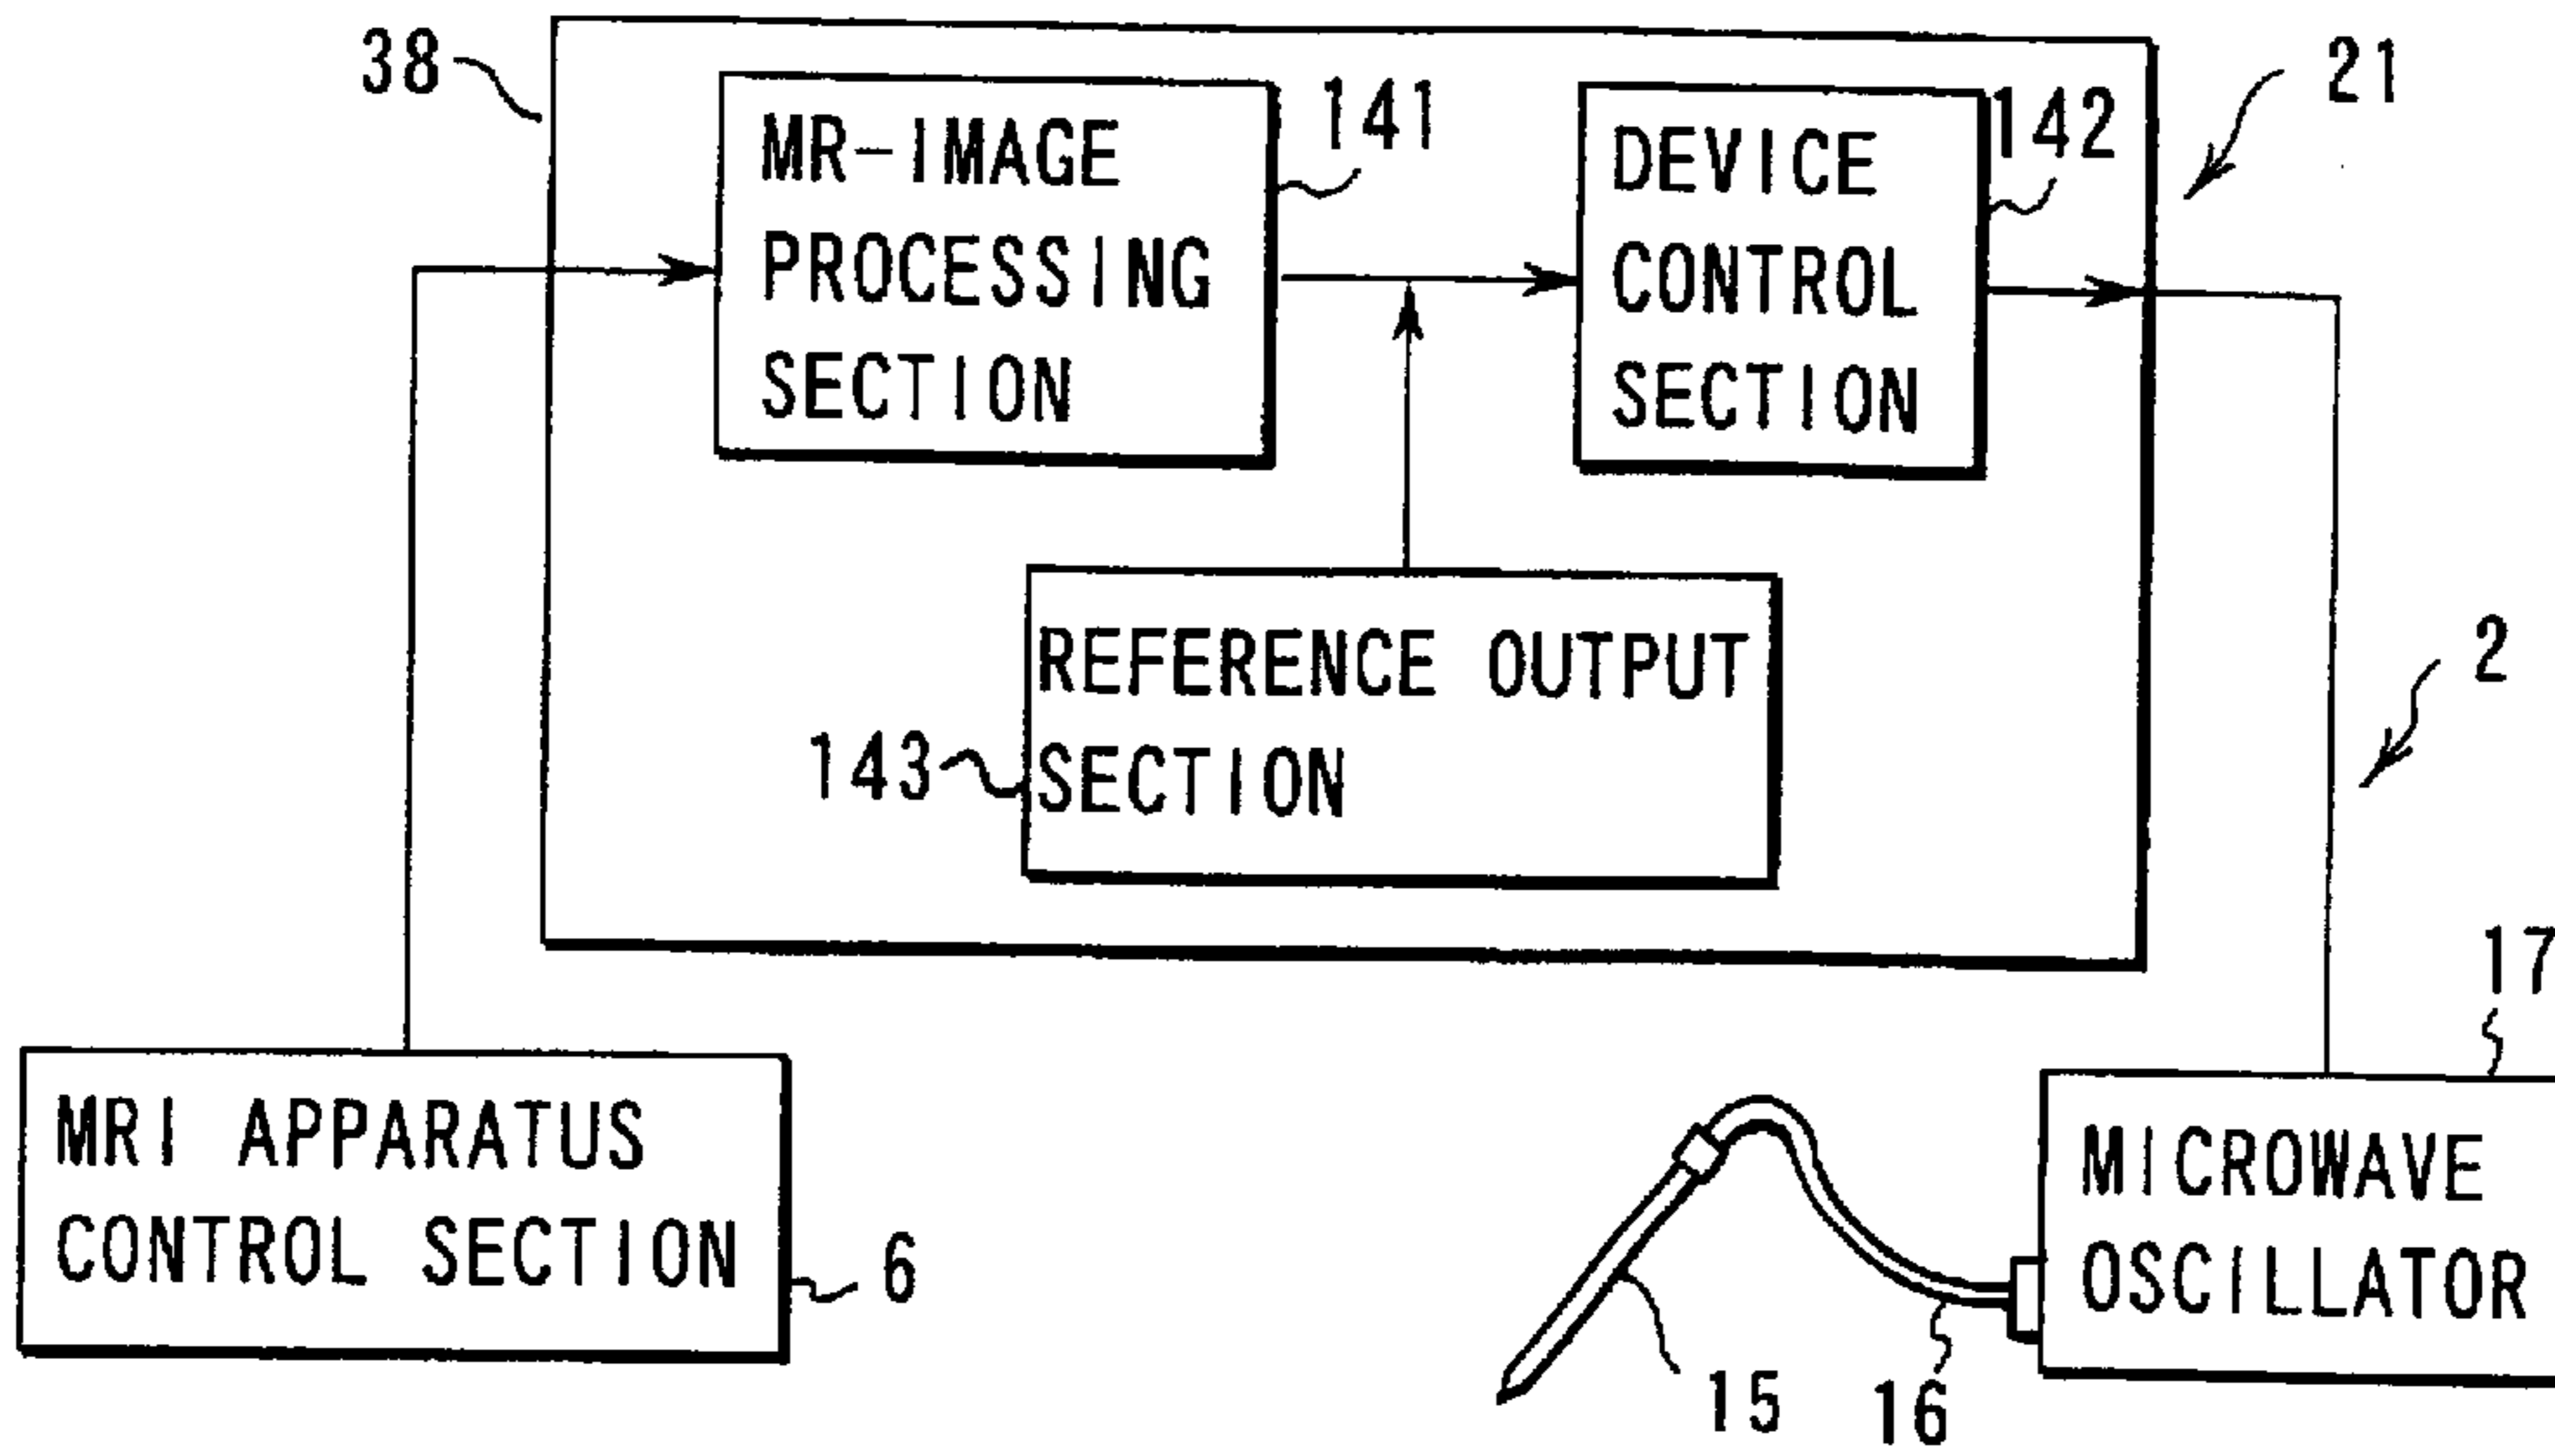 38
MR-IMAGE
PROCESSING
SECTION
141
DEVICE
CONTROL
SECTION
142
21
REFERENCE OUTPUT
SECTION
143
2
MRI APPARATUS
CONTROL SECTION
6
15
16
17
MICROWAVE
OSCILLATOR